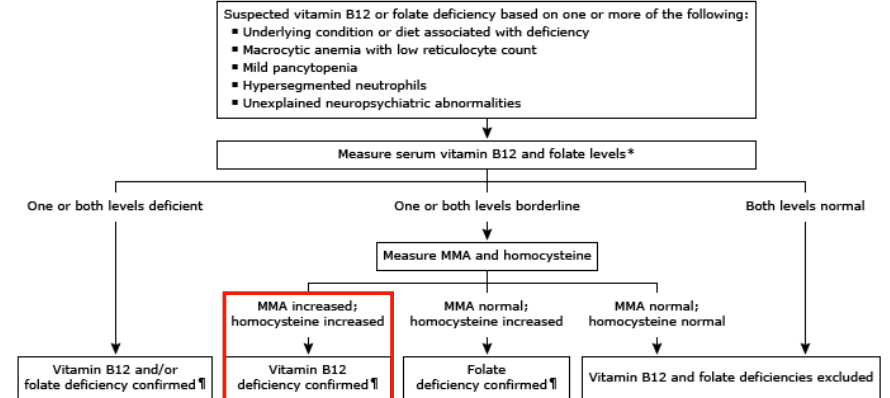 Suspected vitamin B12 or folate deficiency based on one or more of the following:
▪ Underlying condition or diet associated with deficiency
▪ Macrocytic anemia with low reticulocyte count
▪ Mild pancytopenia
▪ Hypersegmented neutrophils
▪ Unexplained neuropsychiatric abnormalities
Measure serum vitamin B12 and folate levels*
One or both levels deficient
One or both levels borderline
Both levels normal
Measure MMA and homocysteine
MMA increased;
homocysteine increased
MMA normal;
homocysteine increased
MMA normal;
homocysteine normal
Vitamin B12 and/or
folate deficiency confirmed¶
Vitamin B12
deficiency confirmed¶
Folate
deficiency confirmed¶
Vitamin B12 and folate deficiencies excluded